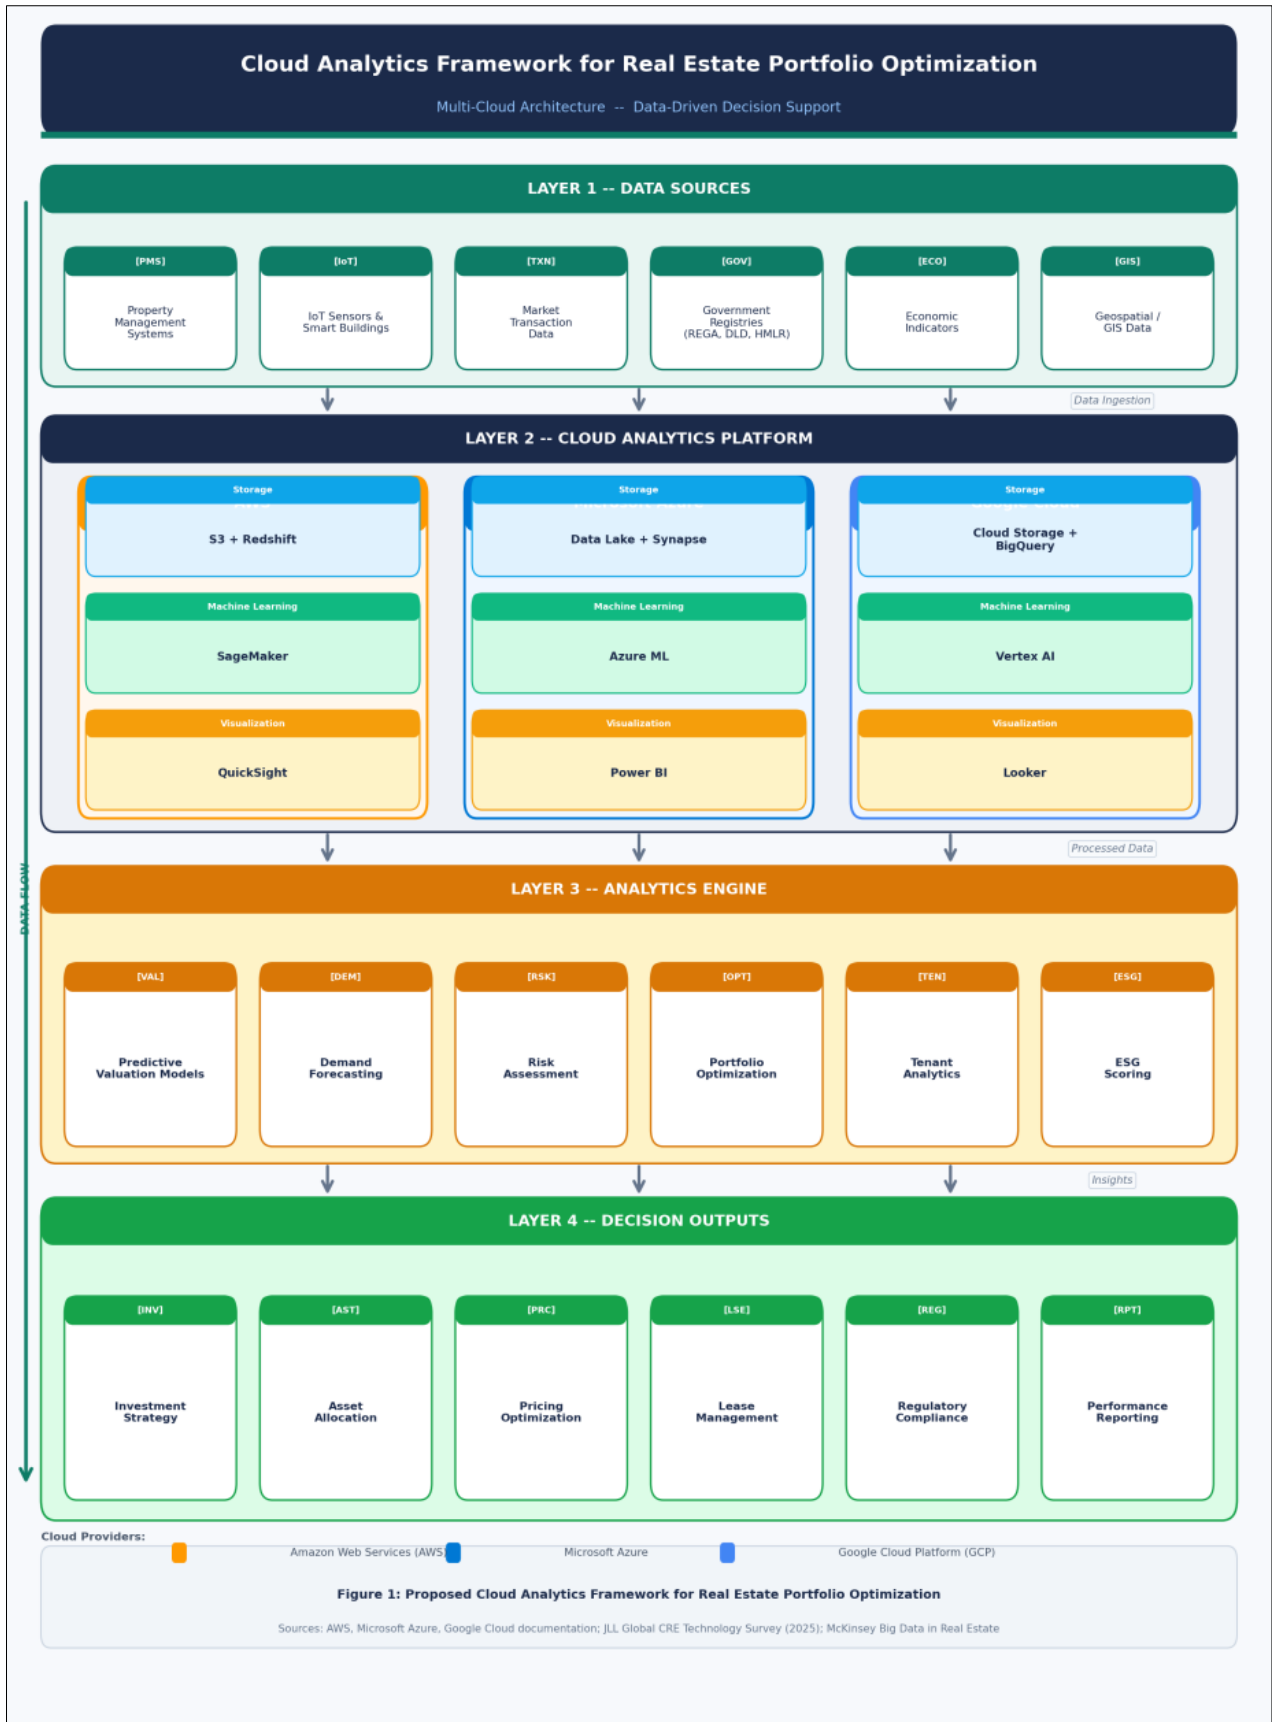 Cloud Analytics Framework for Real Estate Portfolio Optimization
Multi-Cloud Architecture -- Data-Driven Decision Support
LAYER 1 -- DATA SOURCES
[PMS]
Property
Management
Systems
[IoT]
IoT Sensors &
Smart Buildings
[TXN]
Market
Transaction
Data
[GOV]
Government
Registries
(REGA, DLD, HMLR)
[ECO]
Economic
Indicators
[GIS]
Geospatial /
GIS Data
Data Ingestion
LAYER 2 -- CLOUD ANALYTICS PLATFORM
Storage
S3 + Redshift
Machine Learning
SageMaker
Visualization
QuickSight
Storage
Data Lake + Synapse
Machine Learning
Azure ML
Visualization
Power BI
Storage
Cloud Storage +
BigQuery
Machine Learning
Vertex AI
Visualization
Looker
Processed Data
DATA FLOW
LAYER 3 -- ANALYTICS ENGINE
[VAL]
Predictive
Valuation Models
[DEM]
Demand
Forecasting
[RSK]
Risk
Assessment
[OPT]
Portfolio
Optimization
[TEN]
Tenant
Analytics
[ESG]
ESG
Scoring
Insights
LAYER 4 -- DECISION OUTPUTS
[INV]
Investment
Strategy
[AST]
Asset
Allocation
[PRC]
Pricing
Optimization
[LSE]
Lease
Management
[REG]
Regulatory
Compliance
[RPT]
Performance
Reporting
Cloud Providers:
Amazon Web Services (AWS)
Microsoft Azure
Google Cloud Platform (GCP)
Figure 1: Proposed Cloud Analytics Framework for Real Estate Portfolio Optimization
Sources: AWS, Microsoft Azure, Google Cloud documentation; JLL Global CRE Technology Survey (2025); McKinsey Big Data in Real Estate